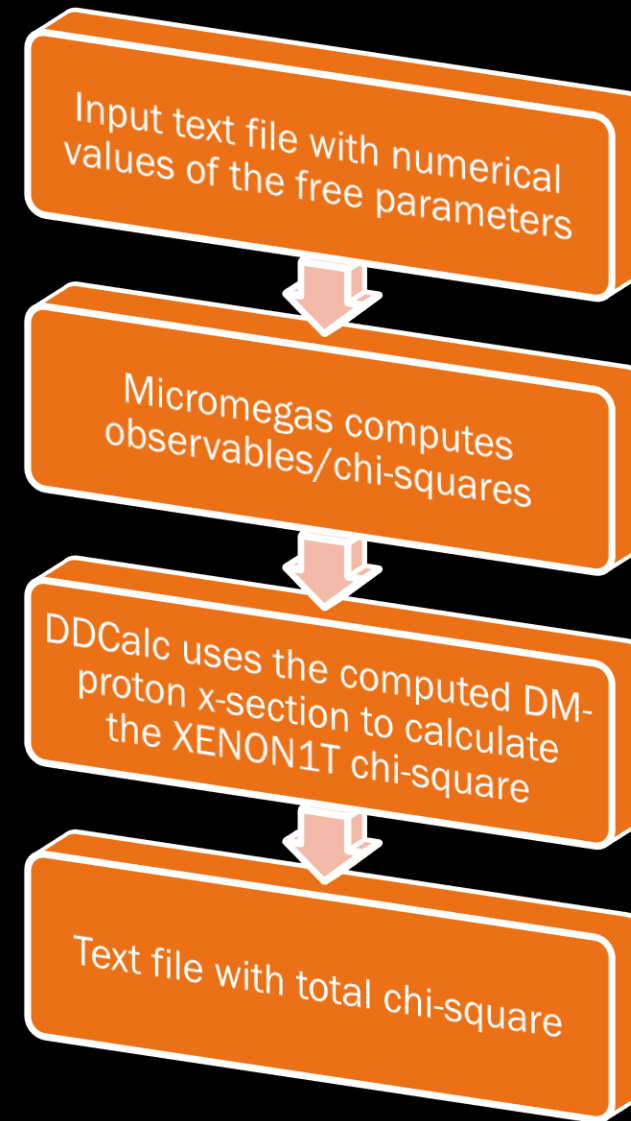 Input text file with numerical
values of the free parameters
Micromegas computes
observables/chi-squares
DDCalc uses the computed DM-
proton x-section to calculate
the XENON1T chi-square
Text file with total chi-square